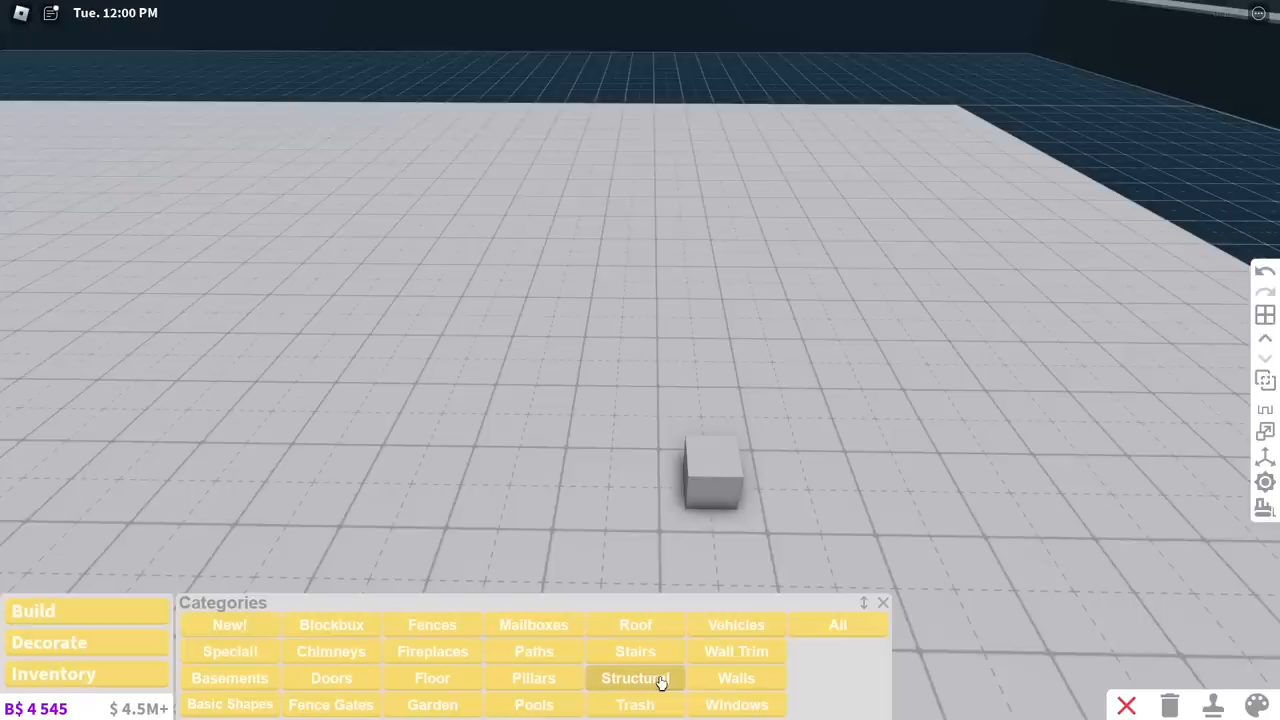 Tue. 12:00 PM
Build
Decorate
Inventory
B$ 4 545
$ 4.5M+
Categories
New! Blockbux Fences Mailboxes Roof Vehicles All
Special! Chimneys Fireplaces Paths Stairs Wall Trim
Basements Doors Floor Pillars Structural Walls
Basic Shapes Fence Gates Garden Pools Trash Windows